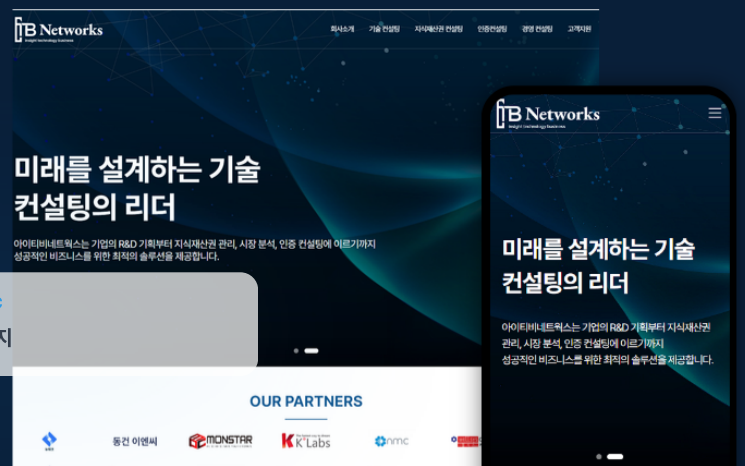 ITB Networks
Insight technology business
회사소개 기술 컨설팅 지식재산권 컨설팅 인증컨설팅 경영 컨설팅 고객지원
미래를 설계하는 기술
컨설팅의 리더
아이티비네트웍스는 기업의 R&D 기획부터 지식재산권 관리, 시장 분석, 인증 컨설팅에 이르기까지
성공적인 비즈니스를 위한 최적의 솔루션을 제공합니다.
지
OUR PARTNERS
동건 이엔씨
MONSTAR
K'Labs
nmc
ITB Networks
Insight technology business
미래를 설계하는 기술
컨설팅의 리더
아이티비네트웍스는 기업의 R&D 기획부터 지식재산권
관리, 시장 분석, 인증 컨설팅에 이르기까지
성공적인 비즈니스를 위한 최적의 솔루션을 제공합니다.